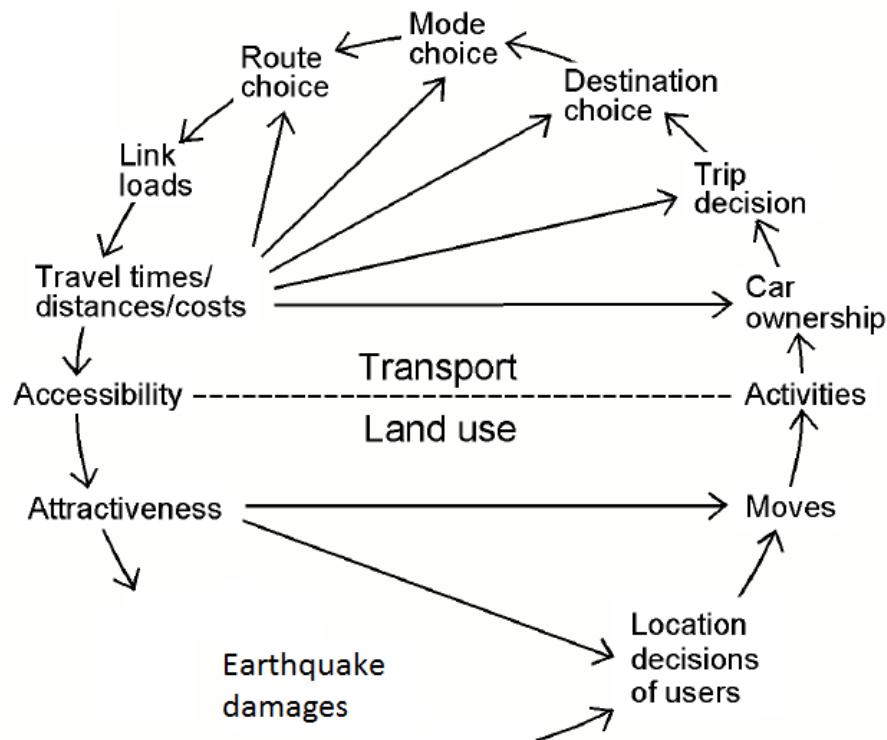 Mode
choice
Route
choice
Destination
choice
Link
loads
Trip
decision
Travel times/
distances/costs
Car
ownership
Transport
Accessibility
Activities
Land use
Attractiveness
Moves
Location
decisions
of users
Earthquake
damages